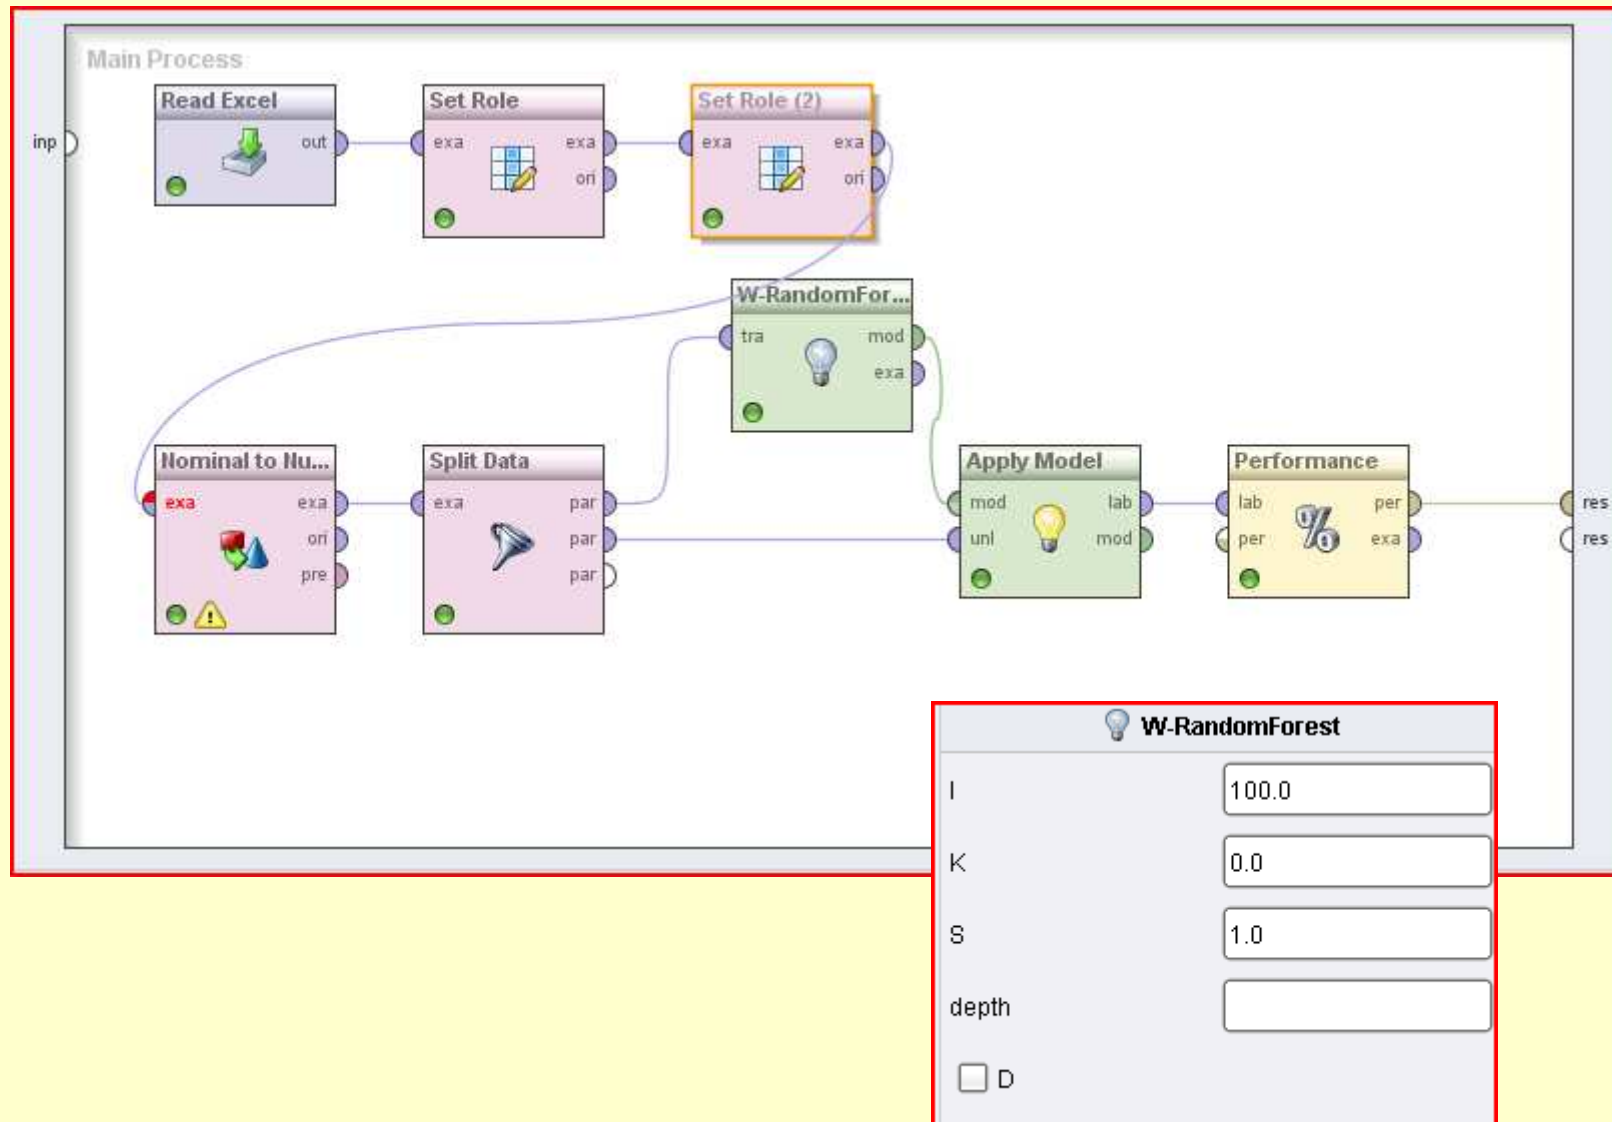 Main Process
Read Excel
Set Role
Set Role (2)
inp
out
exa
exa
ori
exa
exa
ori
W-RandomFor...
tra
mod
exa
Nominal to Nu...
Split Data
Apply Model
Performance
exa
exa
ori
pre
exa
par
par
par
mod
lab
unl
mod
lab
per
per
exa
res
res
W-RandomForest
I
100.0
K
0.0
S
1.0
depth
D